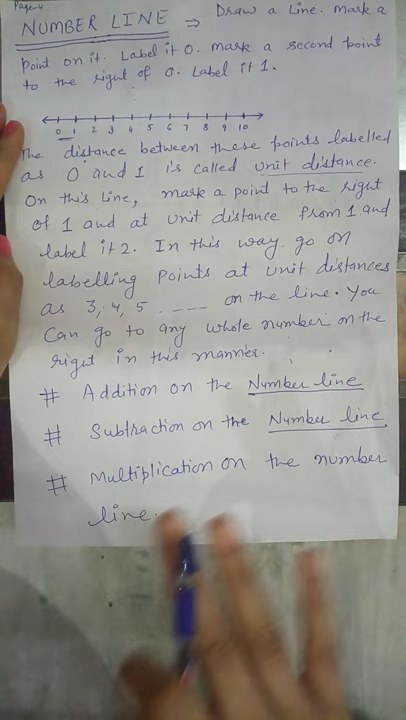 Page-4
NUMBER LINE ⇒ Draw a Line. Mark a
point on it. Label it 0. mark a second point
to the right of 0. Label it 1.
0 1 2 3 4 5 6 7 8 9 10
The distance between these points labelled
as 0 and 1 is called unit distance.
On this Line, mark a point to the right
of 1 and at unit distance from 1 and
label it 2. In this way go on
labelling points at unit distances
as 3, 4, 5 ---- on the line. You
Can go to any whole number on the
right in this manner.
# Addition on the Number line
# Subtraction on the Number line
# Multiplication on the number
line.